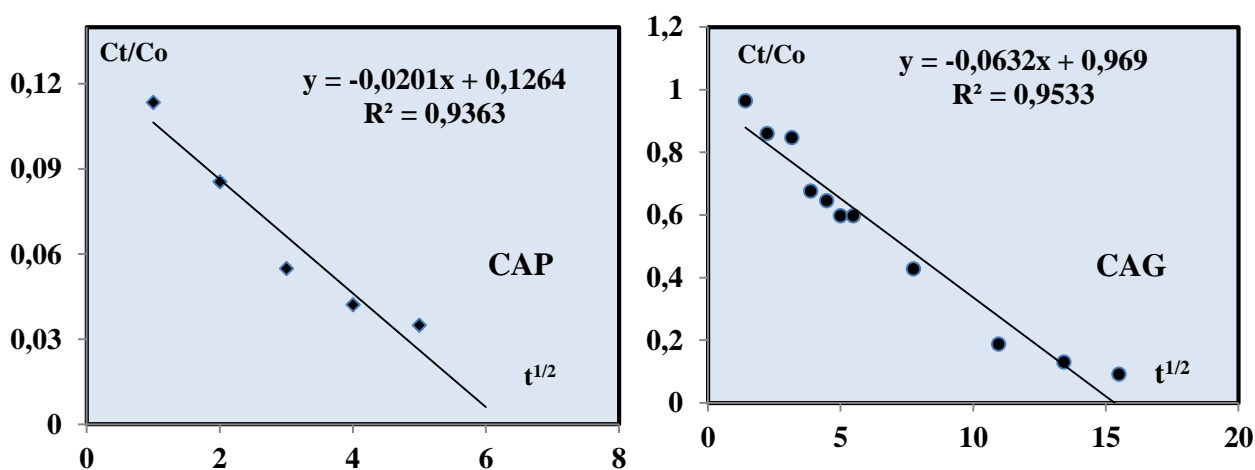 Ct/Co
y = -0,0201x + 0,1264
R² = 0,9363
0,12
0,09
0,06
0,03
0
CAP
t¹/²
0 2 4 6 8
1,2
1
0,8
0,6
0,4
0,2
0
Ct/Co
y = -0,0632x + 0,969
R² = 0,9533
CAG
t¹/²
0 5 10 15 20